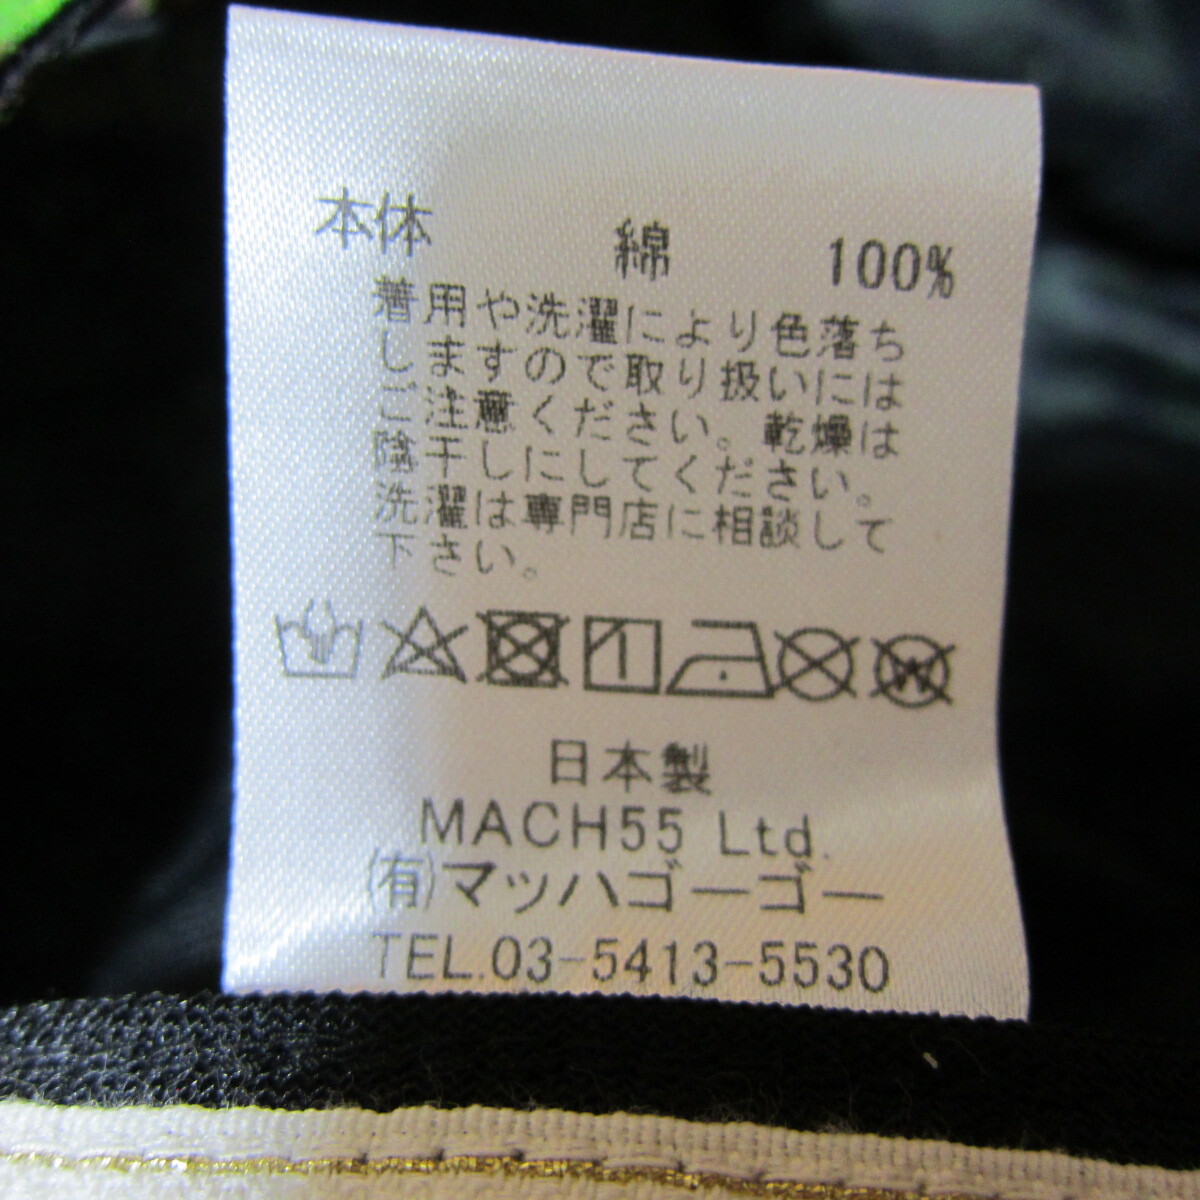 本体 綿 100%
着用や洗濯により色落ち
しますので取り扱いには
ご注意ください。乾燥は
陰干しにしてください。
洗濯は専門店に相談して
下さい。
W
日本製
MACH55 Ltd.
㈲マッハゴーゴー
TEL.03-5413-5530